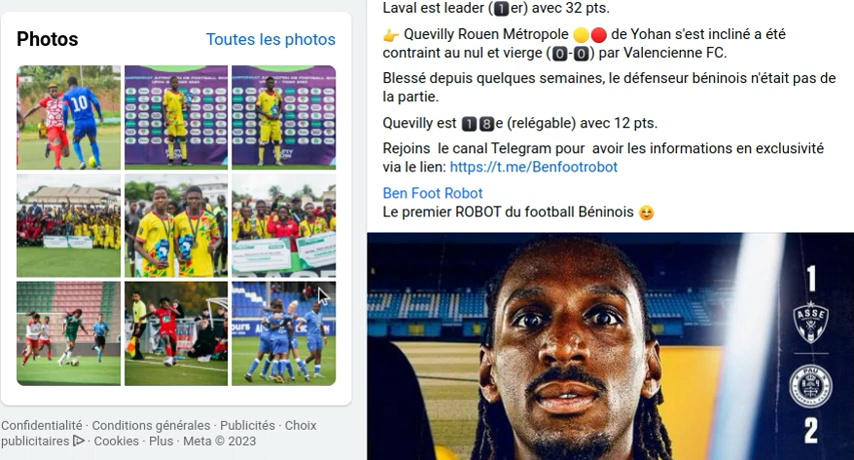 Photos
Toutes les photos
10
Confidentialité · Conditions générales · Publicités · Choix
publicitaires · Cookies · Plus · Meta © 2023
Laval est leader (1er) avec 32 pts.
👉 Quevilly Rouen Métropole 🟡🔴 de Yohan s'est incliné a été
contraint au nul et vierge (0-0) par Valencienne FC.
Blessé depuis quelques semaines, le défenseur béninois n'était pas de
la partie.
Quevilly est 18e (relégable) avec 12 pts.
Rejoins le canal Telegram pour avoir les informations en exclusivité
via le lien: https://t.me/Benfootrobot
Ben Foot Robot
Le premier ROBOT du football Béninois 😊
1
ASSE
2